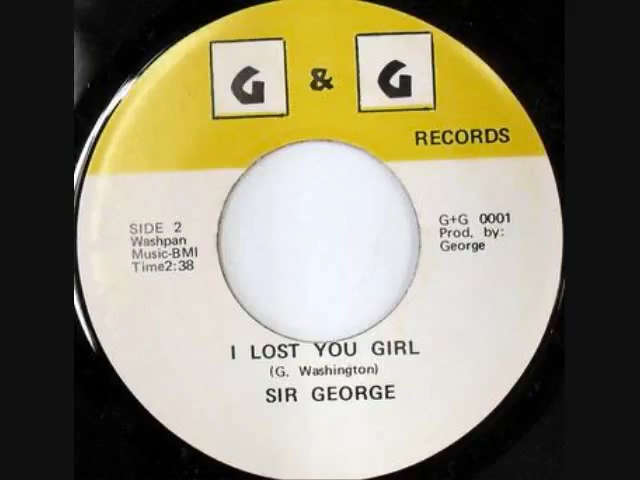 G & G
RECORDS
SIDE 2
Washpan
Music-BMI
Time2:38
G+G 0001
Prod. by:
George
I LOST YOU GIRL
(G. Washington)
SIR GEORGE